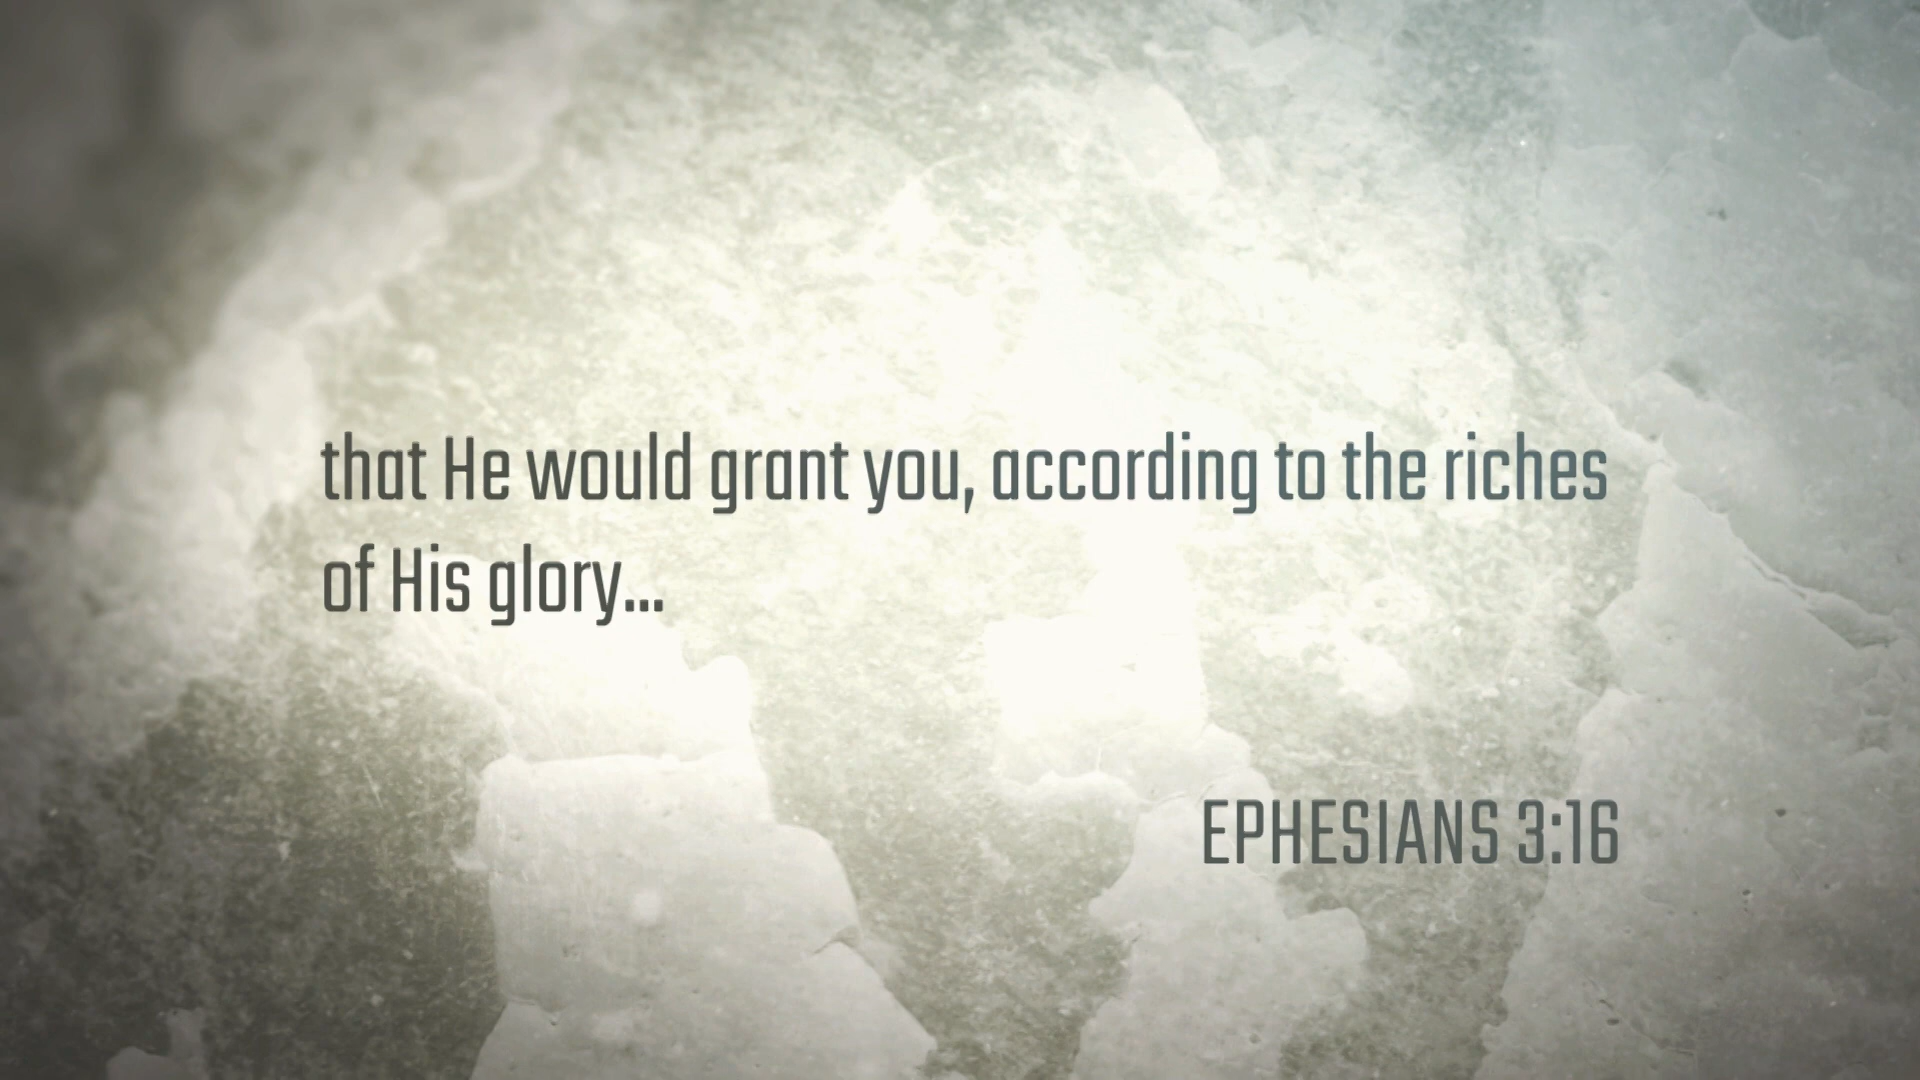 that He would grant you, according to the riches
of His glory...
EPHESIANS 3:16